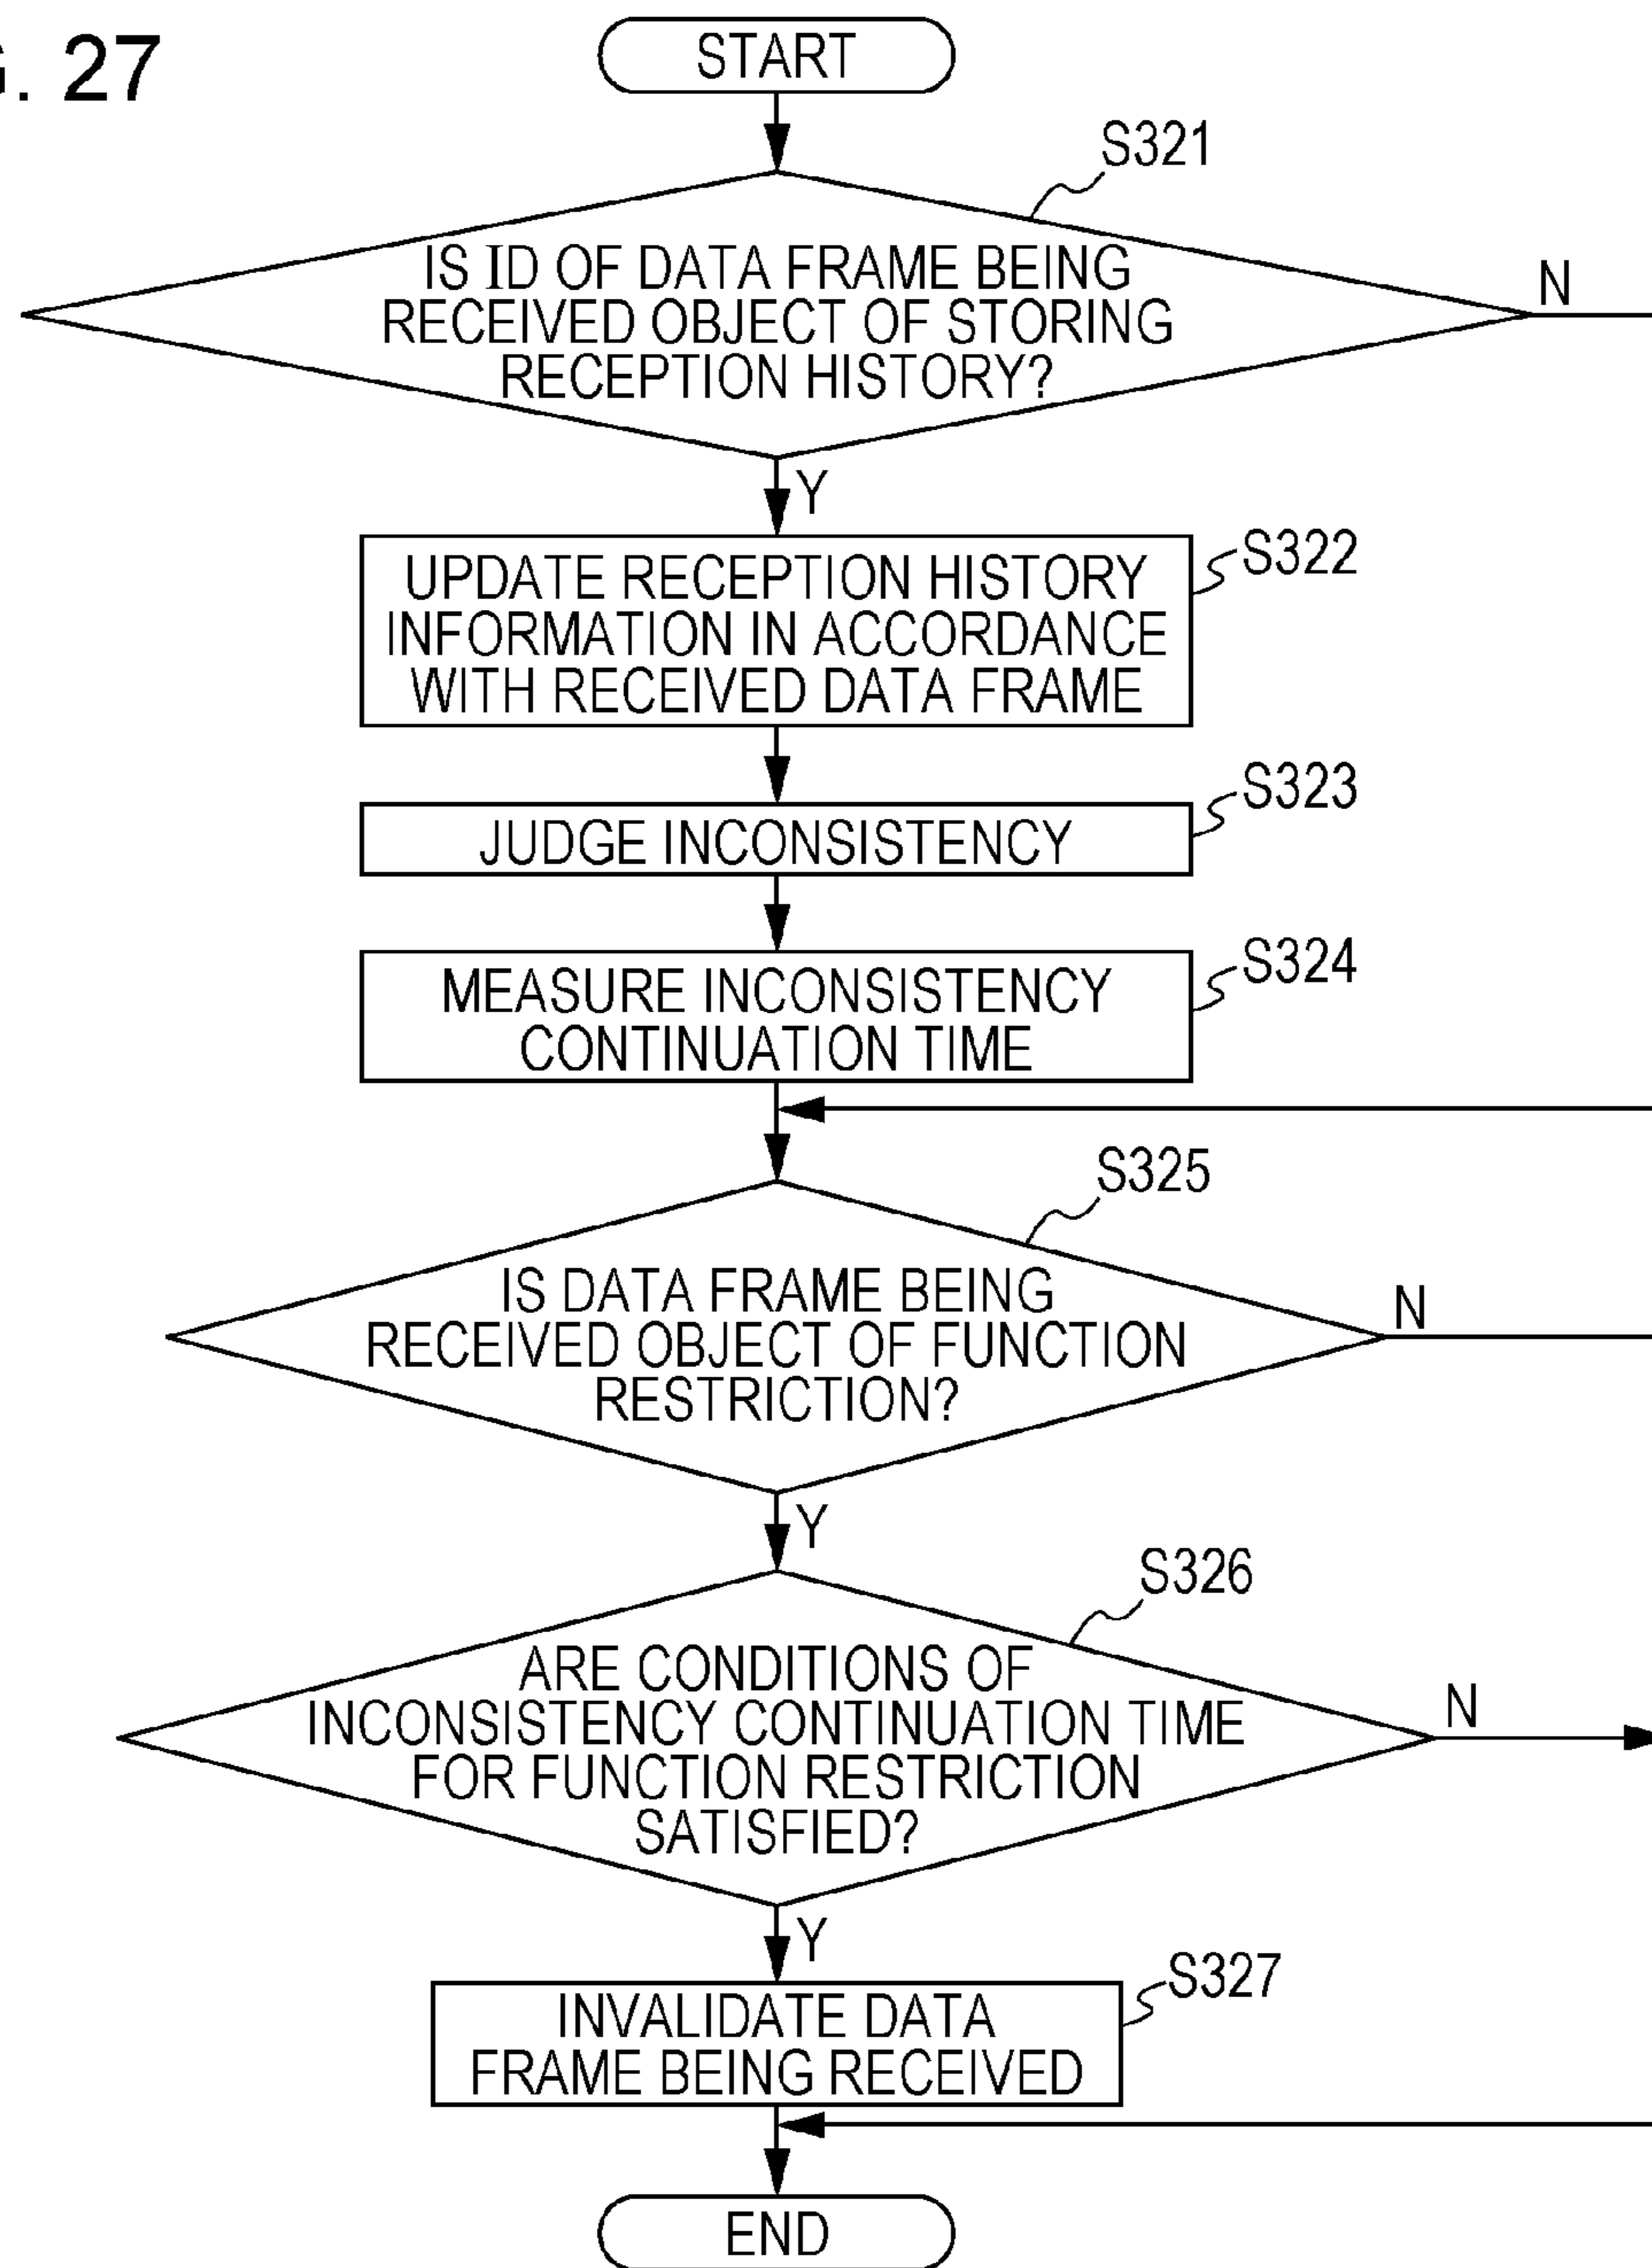 G. 27
START
S321
IS ID OF DATA FRAME BEING
RECEIVED OBJECT OF STORING
RECEPTION HISTORY?
N
Y
UPDATE RECEPTION HISTORY
INFORMATION IN ACCORDANCE
WITH RECEIVED DATA FRAME
S322
JUDGE INCONSISTENCY
S323
MEASURE INCONSISTENCY
CONTINUATION TIME
S324
S325
IS DATA FRAME BEING
RECEIVED OBJECT OF FUNCTION
RESTRICTION?
N
Y
S326
ARE CONDITIONS OF
INCONSISTENCY CONTINUATION TIME
FOR FUNCTION RESTRICTION
SATISFIED?
N
Y
INVALIDATE DATA
FRAME BEING RECEIVED
S327
END